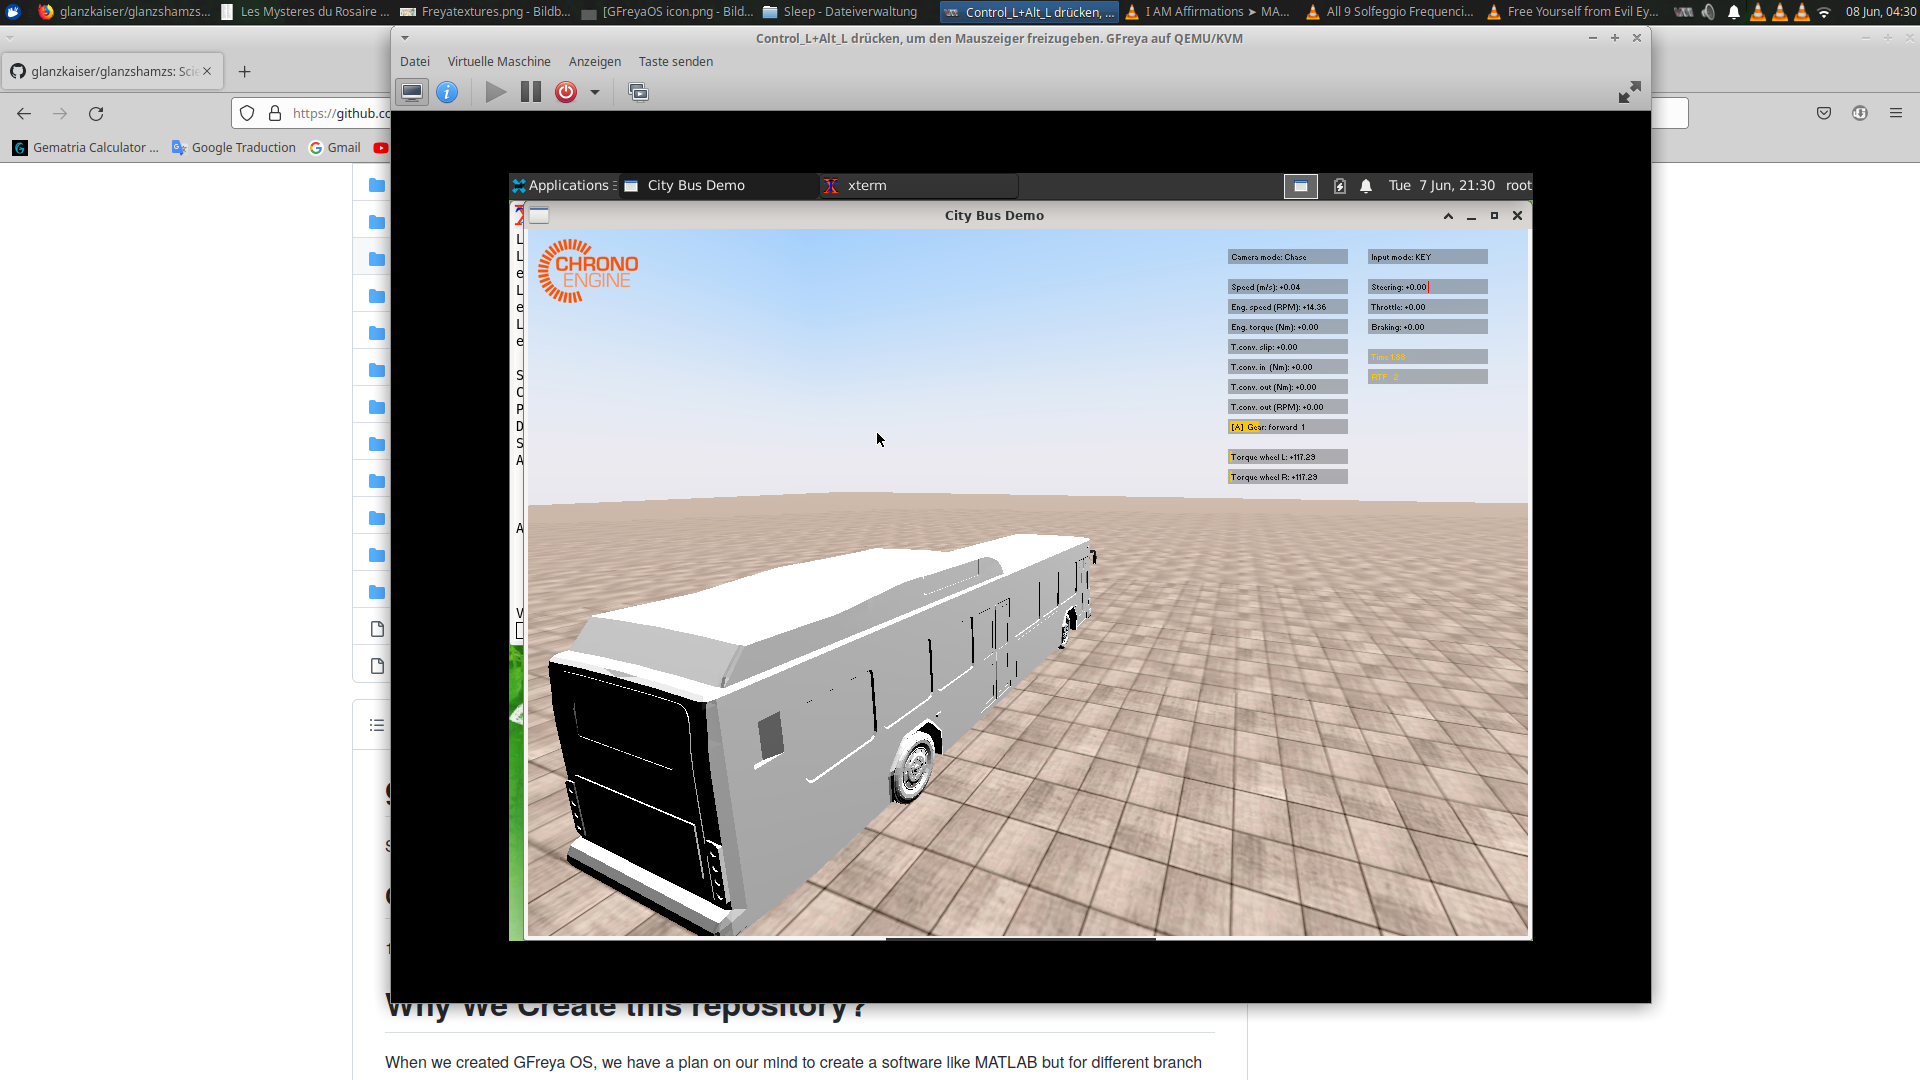 glanzkaiser/glanzshamzs...
Les Mysteres du Rosaire ...
Freyatextures.png - Bildb...
[GFreyaOS icon.png - Bild...
Sleep - Dateiverwaltung
Control_L+Alt_L drücken, ...
I AM Affirmations ➤ MA...
All 9 Solfeggio Frequenci...
Free Yourself from Evil Ey...
08 Jun, 04:30
Control_L+Alt_L drücken, um den Mauszeiger freizugeben. GFreya auf QEMU/KVM
glanzkaiser/glanzshamzs: Scie
Datei
Virtuelle Maschine
Anzeigen
Taste senden
https://github.co
Gematria Calculator ...
Google Traduction
Gmail
Applications
City Bus Demo
xterm
Tue 7 Jun, 21:30
root
City Bus Demo
CHRONO
ENGINE
Camera mode: Chase
Input mode: KEY
Speed (m/s): +0.04
Steering: +0.00
Eng. speed (RPM): +14.36
Throttle: +0.00
Eng. torque (Nm): +0.00
Braking: +0.00
T.conv. slip: +0.00
T.conv. in (Nm): +0.00
T.conv. out (Nm): +0.00
T.conv. out (RPM): +0.00
[A] Gear: forward 1
Torque wheel L: +117.29
Torque wheel R: +117.29
L
L
e
L
e
L
e
S
C
P
D
S
A
A
V
Why We Create this repository?
When we created GFreya OS, we have a plan on our mind to create a software like MATLAB but for different branch